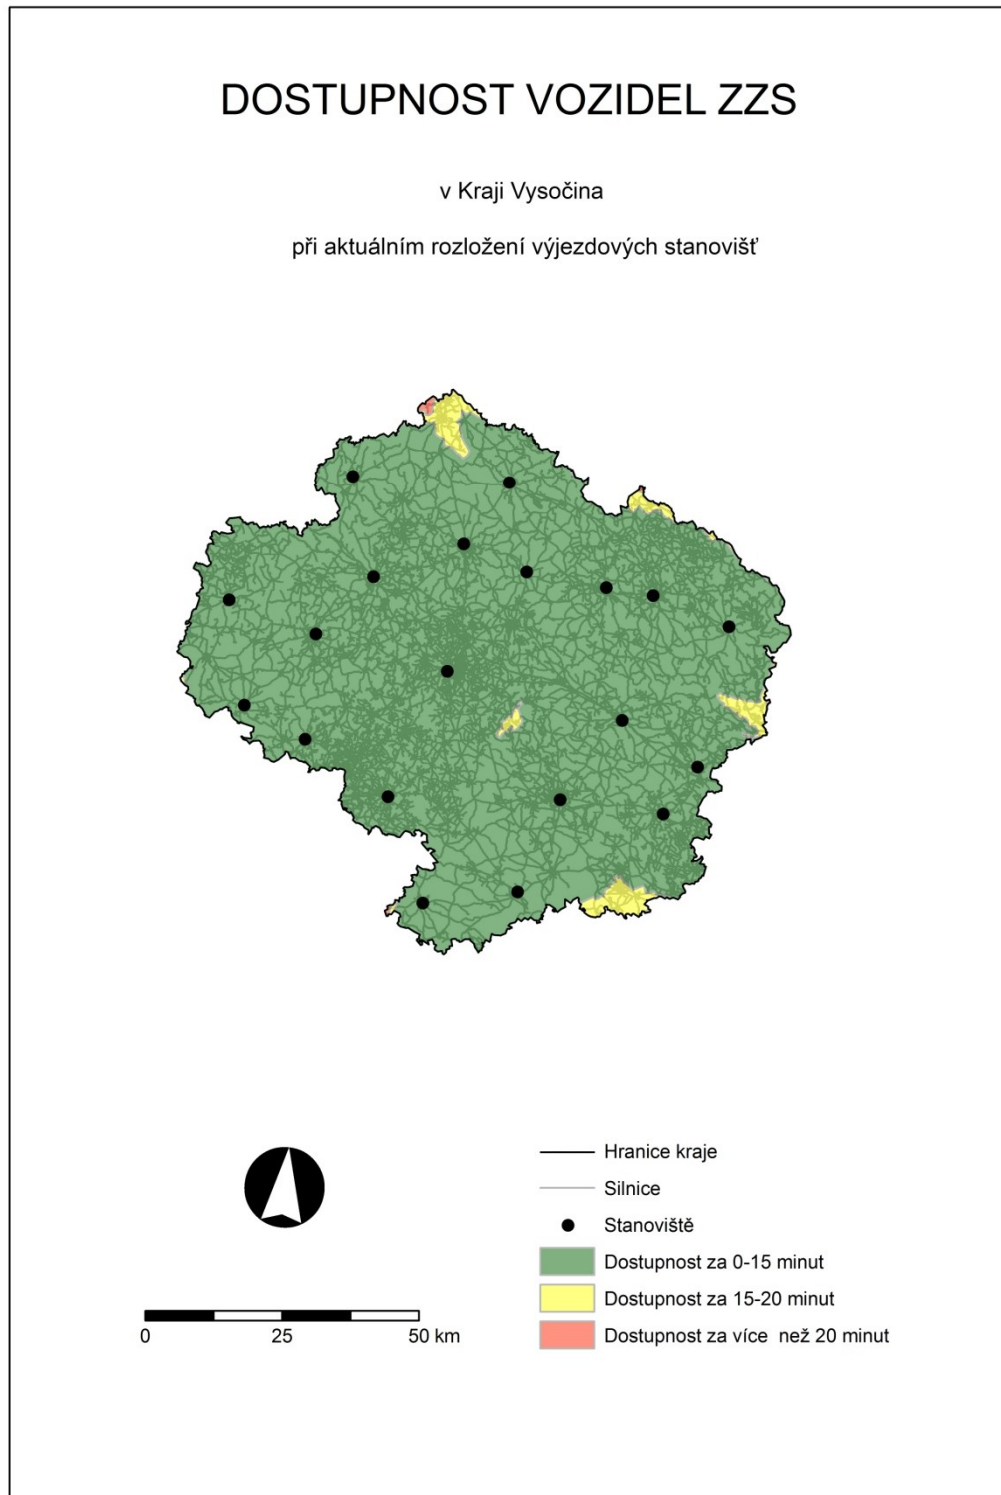 DOSTUPNOST VOZIDEL ZZS
v Kraji Vysočina
při aktuálním rozložení výjezdových stanovišť
Hranice kraje
Silnice
Stanoviště
Dostupnost za 0-15 minut
Dostupnost za 15-20 minut
Dostupnost za více než 20 minut
0 25 50 km